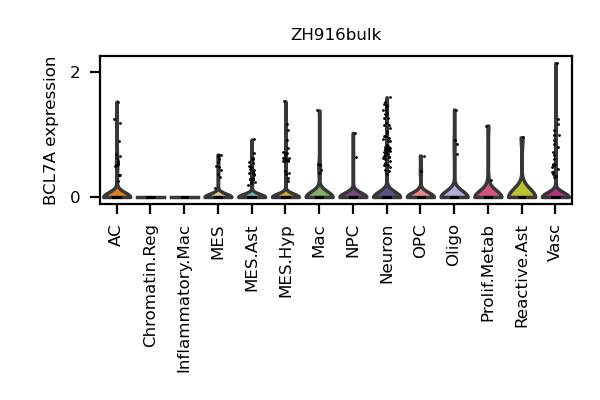 ZH916bulk
BCL7A expression
2
0
AC
Chromatin.Reg
Inflammatory.Mac
MES
MES.Ast
MES.Hyp
Mac
NPC
Neuron
OPC
Oligo
Prolif.Metab
Reactive.Ast
Vasc